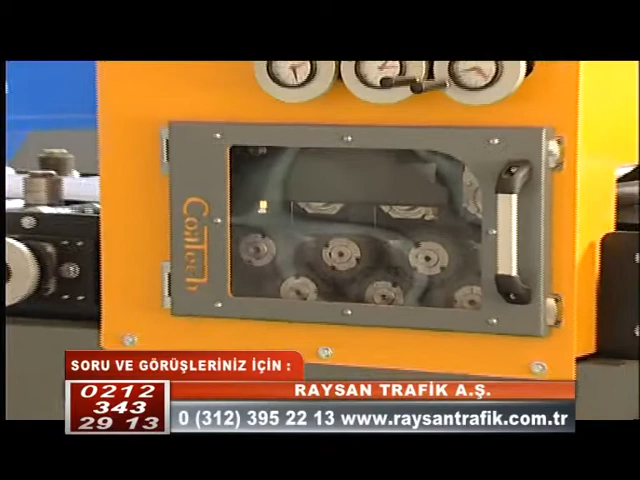 ConTech
SORU VE GÖRÜŞLERİNİZ İÇİN :
0212
343
29 13
RAYSAN TRAFİK A.Ş.
0 (312) 395 22 13 www.raysantrafik.com.tr